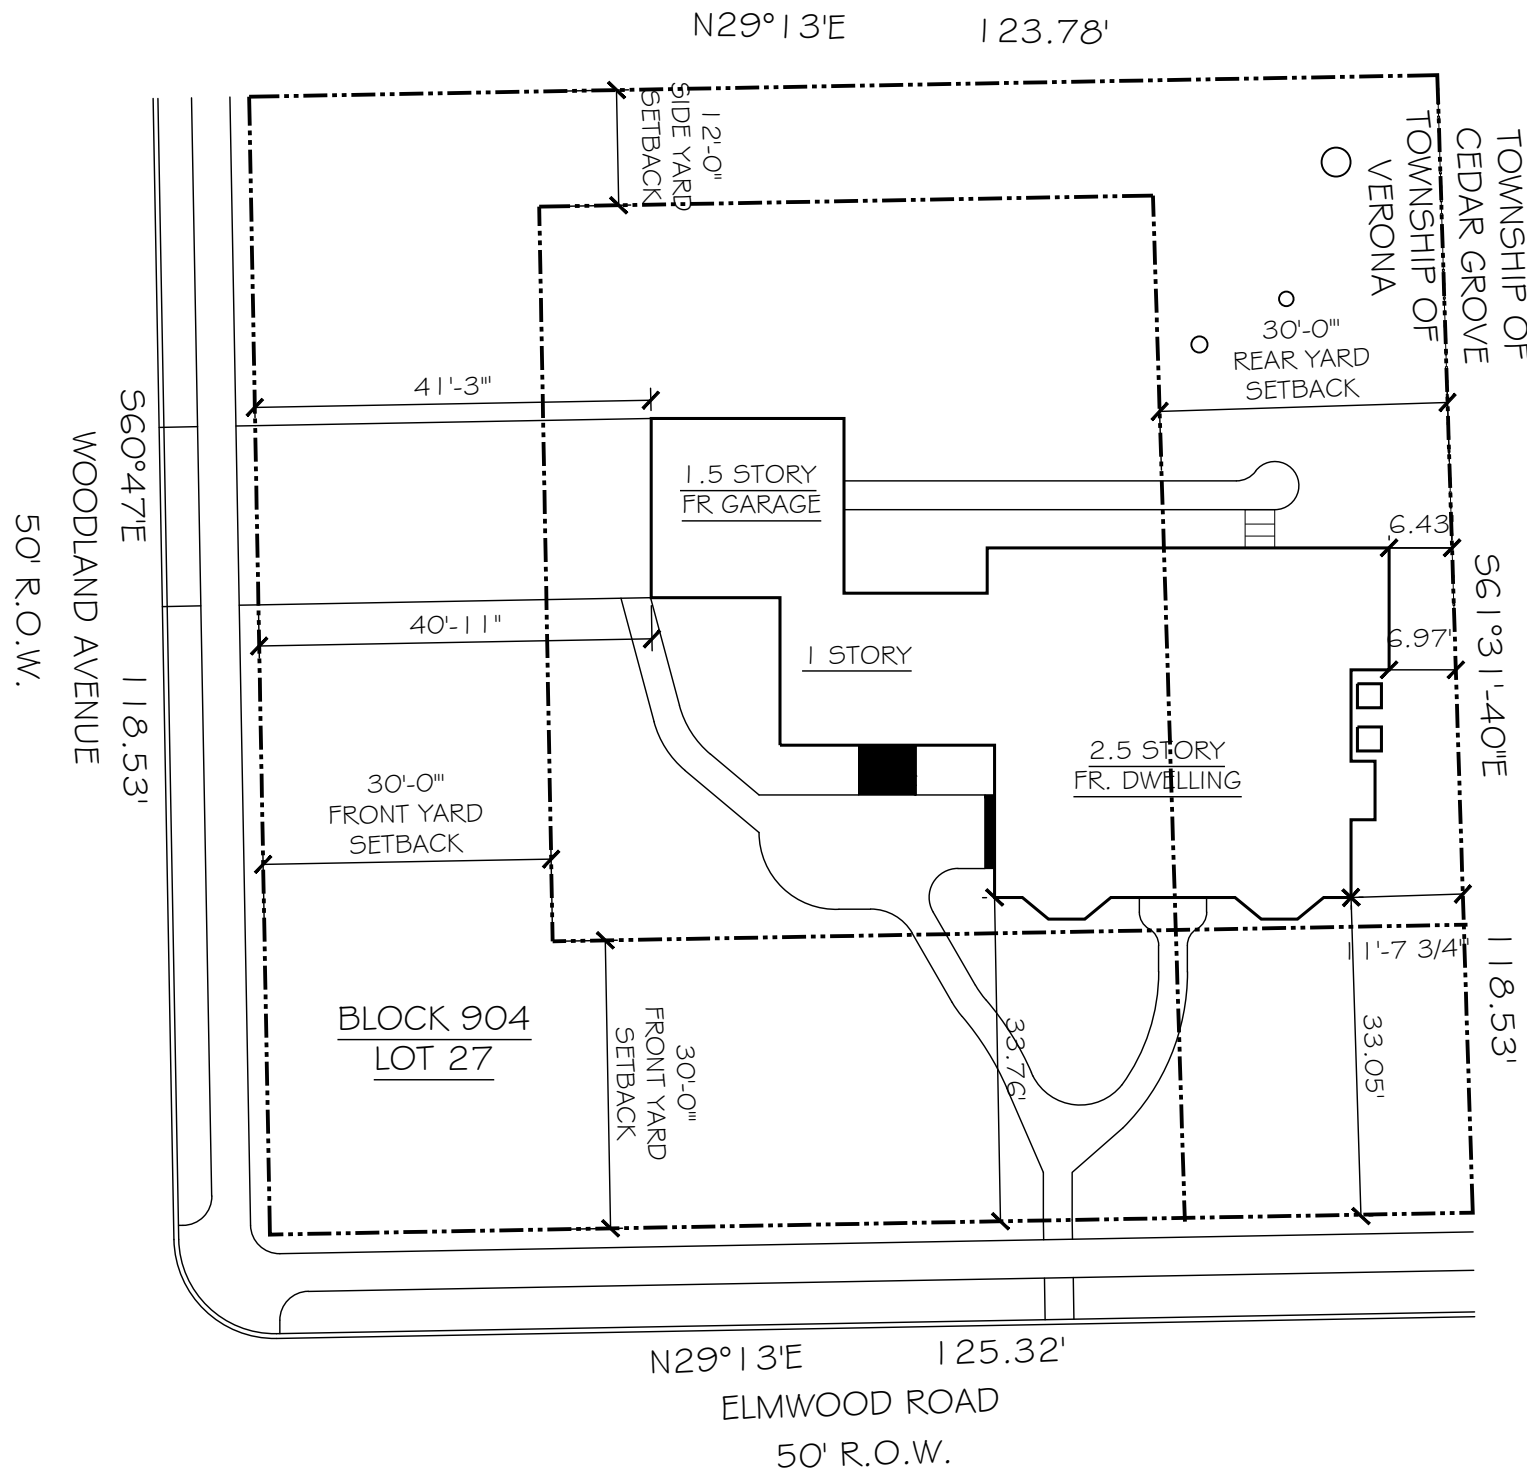 N29°13'E 123.78'
12'-0"
SIDE YARD
SETBACK
TOWNSHIP OF
CEDAR GROVE
TOWNSHIP OF
VERONA
30'-0'"
REAR YARD
SETBACK
41'-3'"
1.5 STORY
FR GARAGE
6.43'
S60°47'E 118.53'
WOODLAND AVENUE
50' R.O.W.
40'-11"
1 STORY
6.97'
S61°31'-40"E 118.53'
2.5 STORY
FR. DWELLING
30'-0'"
FRONT YARD
SETBACK
11'-7 3/4"
BLOCK 904
LOT 27
30'-0'"
FRONT YARD
SETBACK
33.76'
33.05'
N29°13'E 125.32'
ELMWOOD ROAD
50' R.O.W.